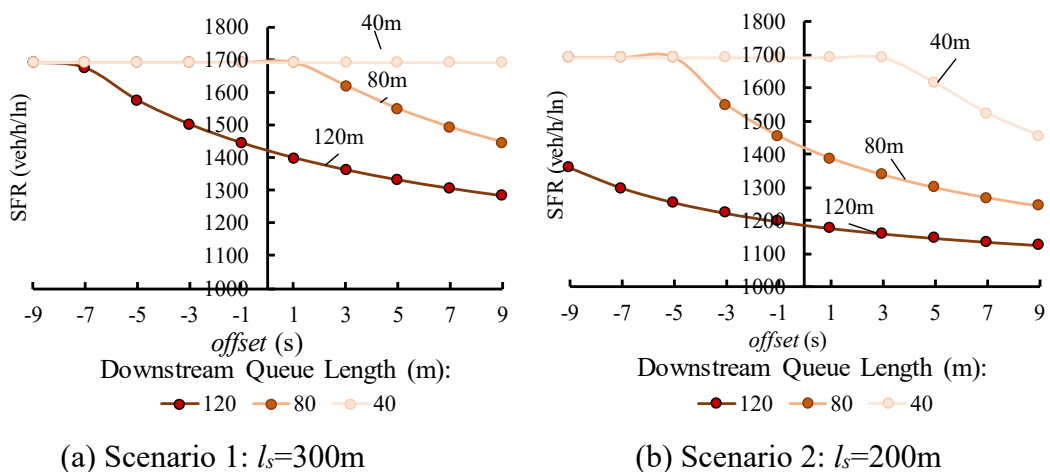 1800
1700
1600
1500
1400
1300
1200
1100
1000
SFR (veh/h/ln)
40m
80m
120m
-9 -7 -5 -3 -1 1 3 5 7 9
offset (s)
Downstream Queue Length (m):
120 80 40
(a) Scenario 1: lₛ=300m
1800
1700
1600
1500
1400
1300
1200
1100
1000
SFR (veh/h/ln)
40m
80m
120m
-9 -7 -5 -3 -1 1 3 5 7 9
offset (s)
Downstream Queue Length (m):
120 80 40
(b) Scenario 2: lₛ=200m